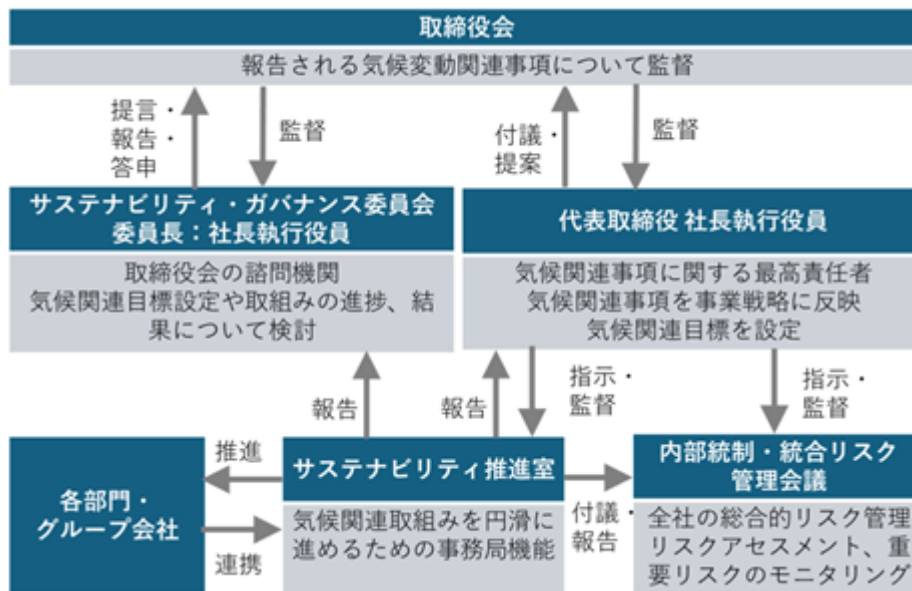 取締役会
報告される気候変動関連事項について監督
提言・
報告・
答申
監督
付議・
提案
監督
サステナビリティ・ガバナンス委員会
委員長：社長執行役員
取締役会の諮問機関
気候関連目標設定や取組みの進捗、結
果について検討
代表取締役 社長執行役員
気候関連事項に関する最高責任者
気候関連事項を事業戦略に反映
気候関連目標を設定
報告
報告
指示・
監督
指示・
監督
各部門・
グループ会社
推進
連携
サステナビリティ推進室
気候関連取組みを円滑に
進めるための事務局機能
付議・
報告
内部統制・統合リスク
管理会議
全社の総合的リスク管理
リスクアセスメント、重
要リスクのモニタリング